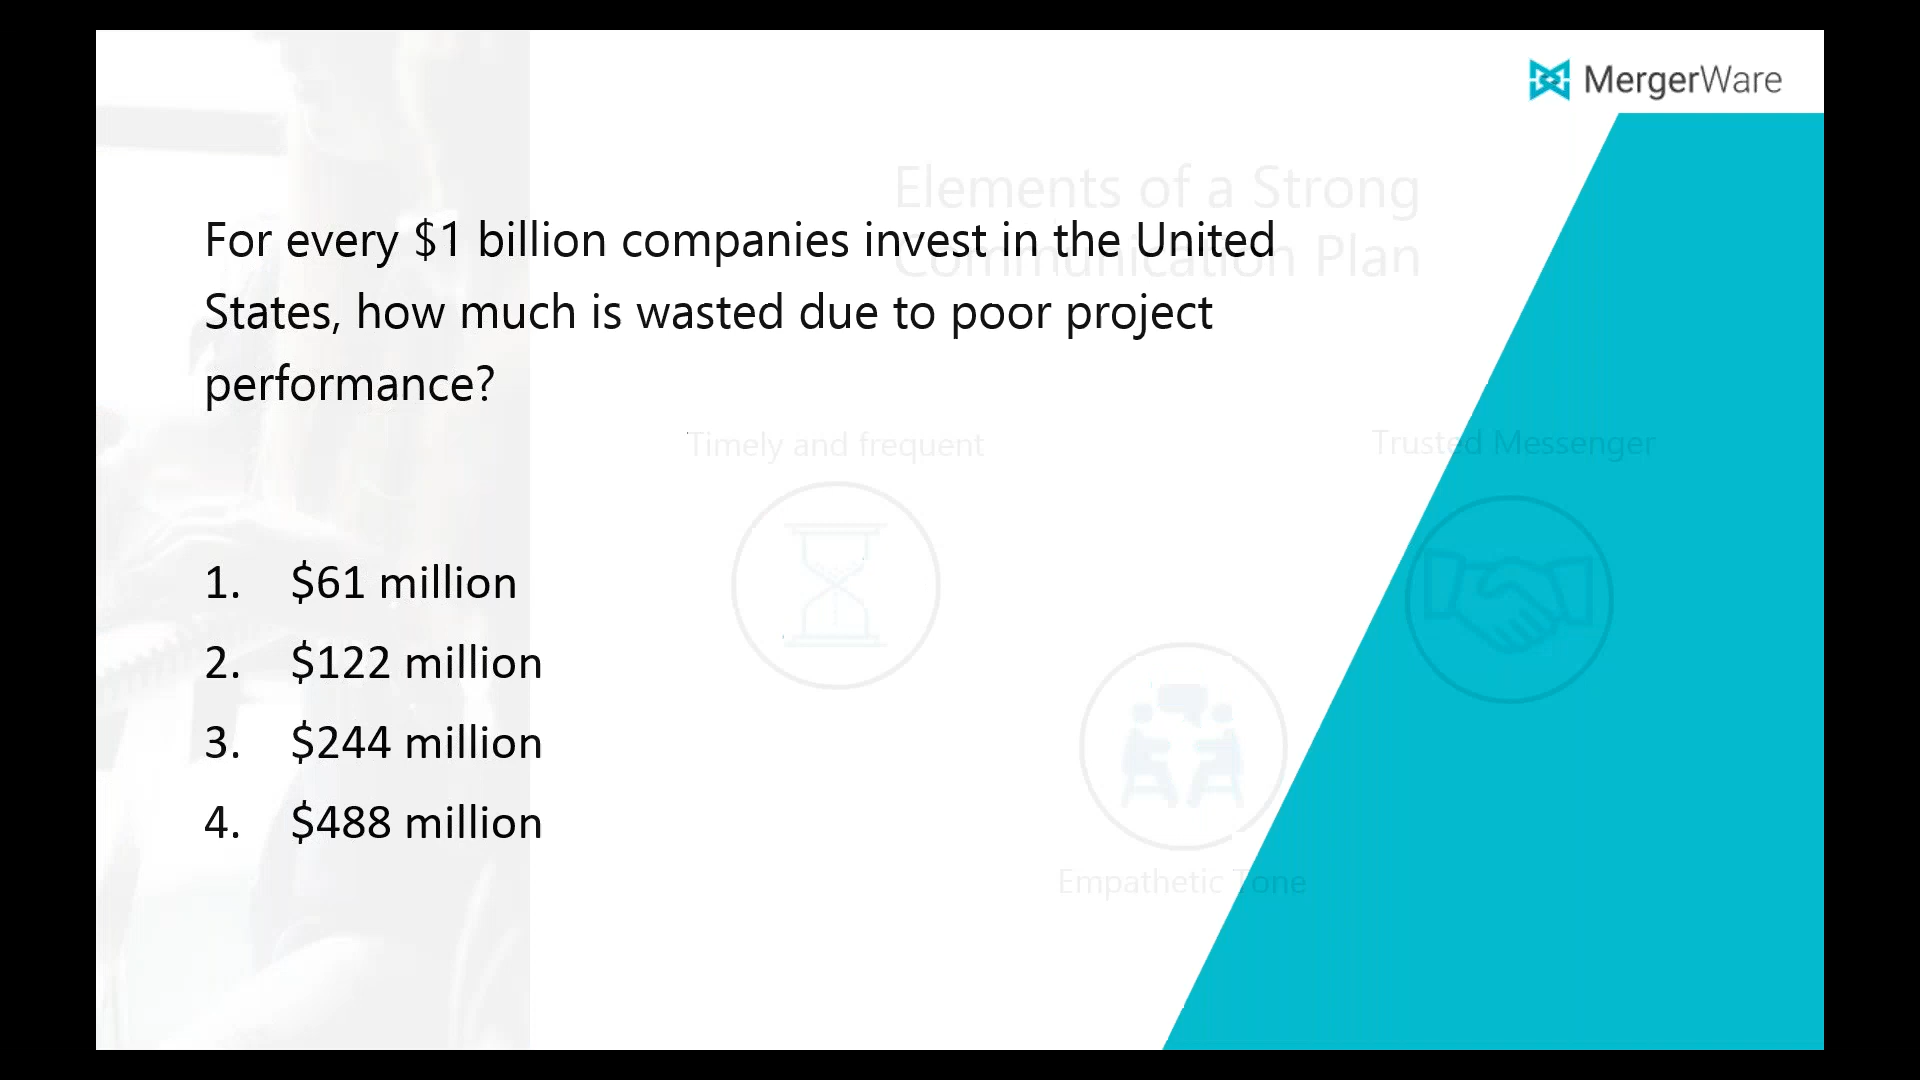 MergerWare
Elements of a Strong
Communication Plan
For every $1 billion companies invest in the United
States, how much is wasted due to poor project
performance?
Timely and frequent
Trusted Messenger
1. $61 million
2. $122 million
3. $244 million
4. $488 million
Empathetic Tone